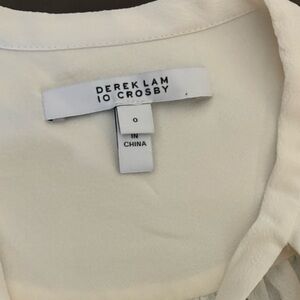 DEREK LAM
10 CROSBY
0
IN
CHINA